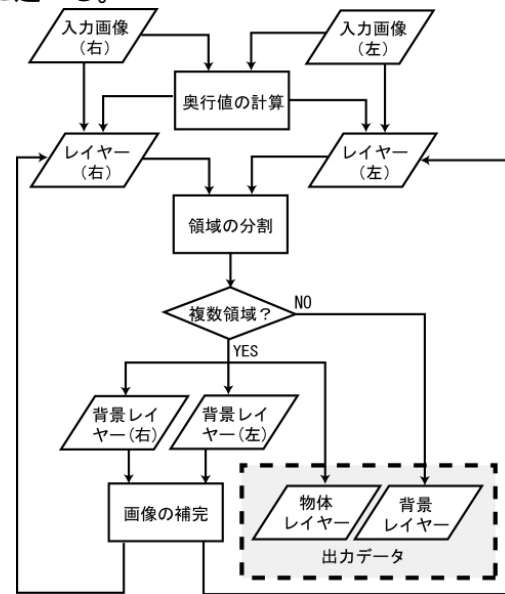 入力画像
(右)
入力画像
(左)
奥行値の計算
レイヤー
(右)
レイヤー
(左)
領域の分割
複数領域？
NO
YES
背景レイ
ヤー(右)
背景レイ
ヤー(左)
画像の補完
物体
レイヤー
背景
レイヤー
出力データ